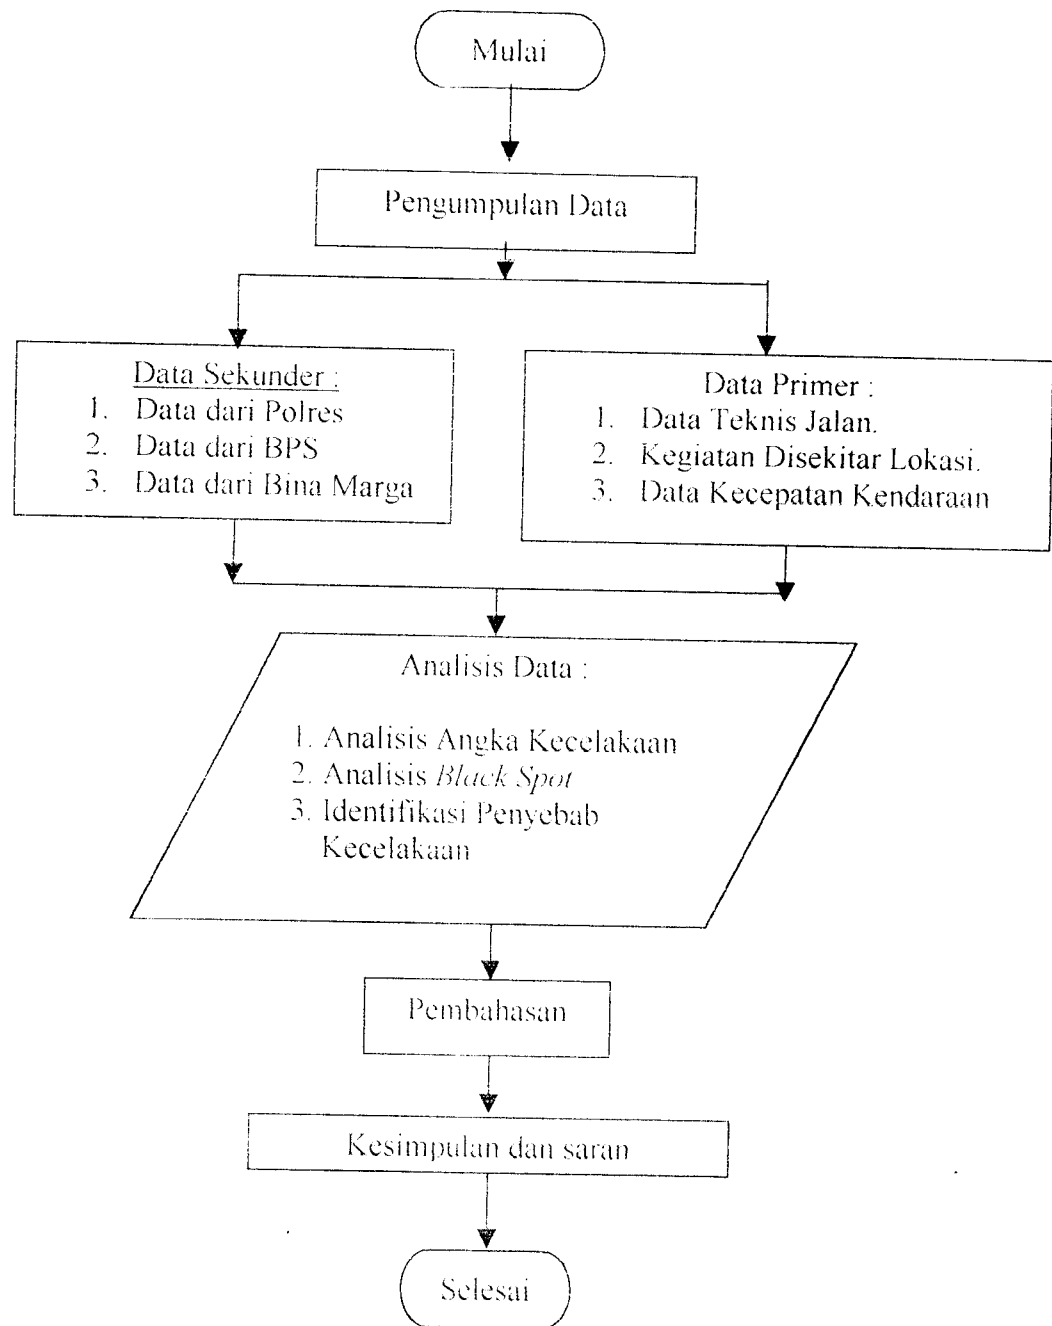 Mulai
Pengumpulan Data
Data Sekunder :
1. Data dari Polres
2. Data dari BPS
3. Data dari Bina Marga
Data Primer :
1. Data Teknis Jalan.
2. Kegiatan Disekitar Lokasi.
3. Data Kecepatan Kendaraan
Analisis Data :
1. Analisis Angka Kecelakaan
2. Analisis Black Spot
3. Identifikasi Penyebab
Kecelakaan
Pembahasan
Kesimpulan dan saran
Selesai